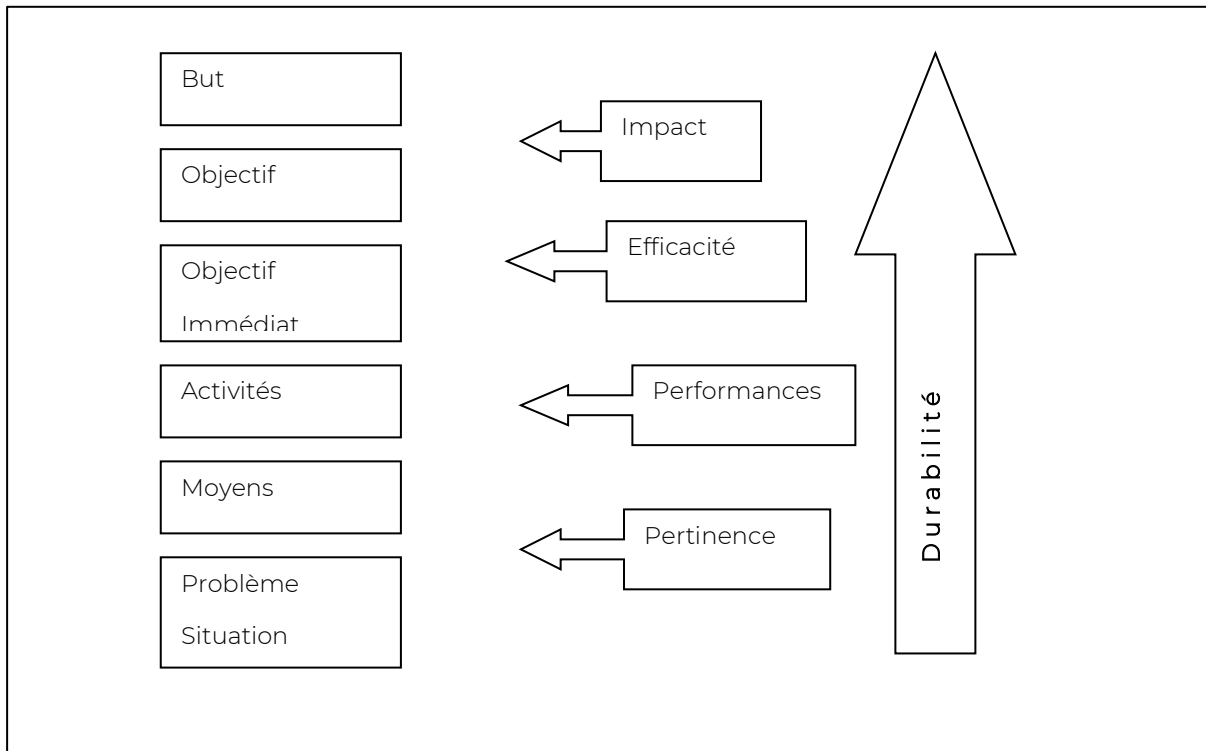 But
Impact
Objectif
Efficacité
Objectif
Immédiat
Activités
Performances
Moyens
Pertinence
Problème
Situation
Durabilité